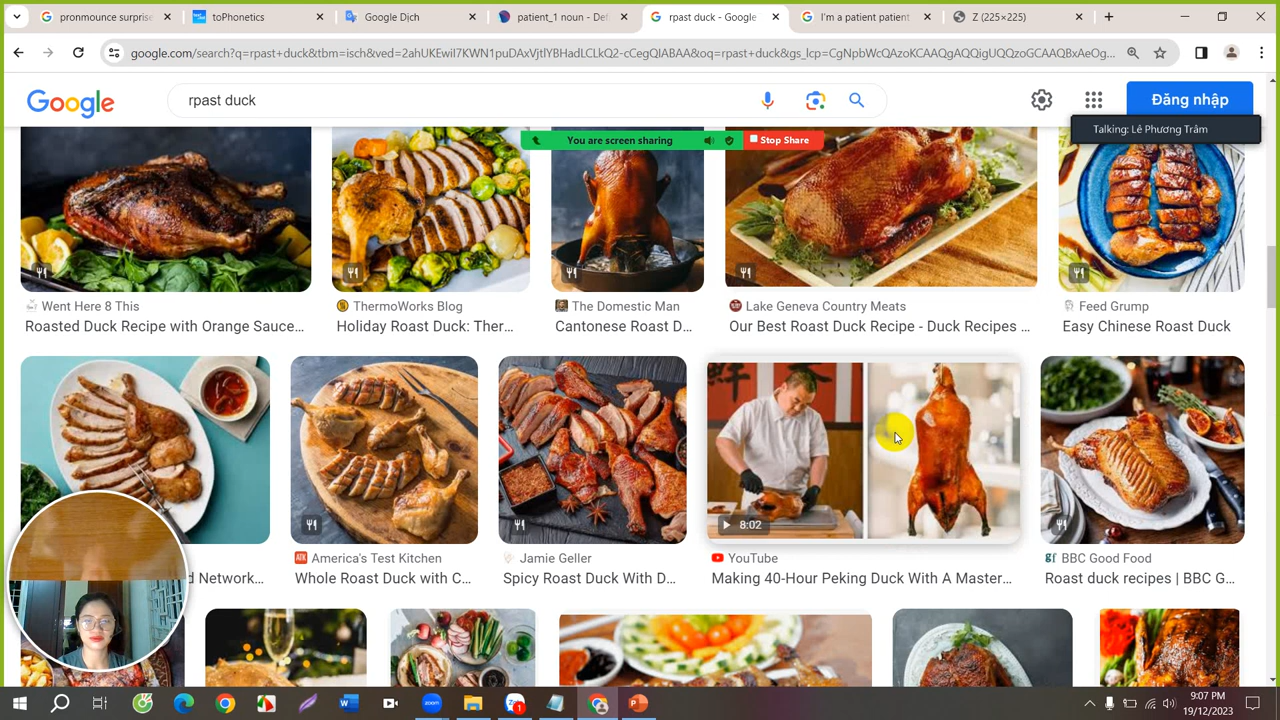 pronmounce surprise
toPhonetics
Google Dịch
patient_1 noun - Def
rpast duck - Google
I'm a patient patient
Z (225×225)
google.com/search?q=rpast+duck&tbm=isch&ved=2ahUKEwiI7KWN1puDAxVjtlYBHadLCLkQ2-cCegQIABAA&oq=rpast+duck&gs_lcp=CgNpbWcQAzoKCAAQgAQQigUQQzoGCAAQBxAeOg...
Google
rpast duck
Đăng nhập
Talking: Lê Phương Trâm
You are screen sharing
Stop Share
Went Here 8 This
ThermoWorks Blog
The Domestic Man
Lake Geneva Country Meats
Feed Grump
Roasted Duck Recipe with Orange Sauce...
Holiday Roast Duck: Ther...
Cantonese Roast D...
Our Best Roast Duck Recipe - Duck Recipes ...
Easy Chinese Roast Duck
8:02
America's Test Kitchen
Jamie Geller
YouTube
BBC Good Food
d Network...
Whole Roast Duck with C...
Spicy Roast Duck With D...
Making 40-Hour Peking Duck With A Master...
Roast duck recipes | BBC G...
zoom
1
9:07 PM
19/12/2023